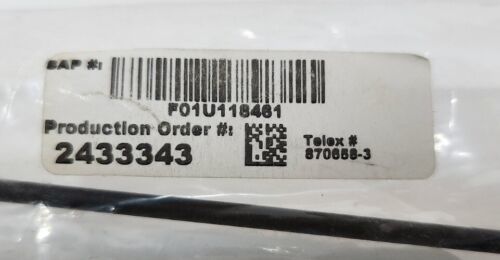 SAP #:
F01U118461
Production Order #:
2433343
Telex #
870658-3